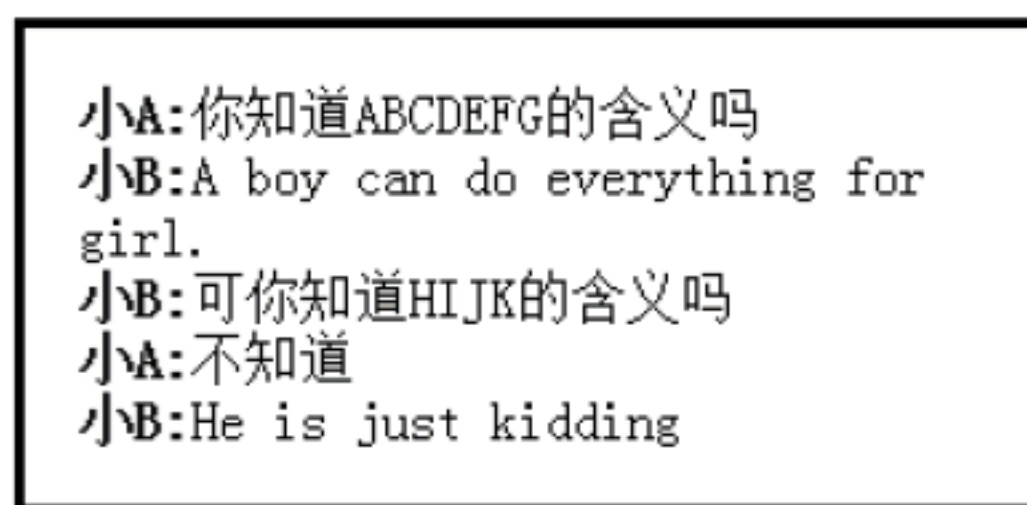 小A:你知道ABCDEFG的含义吗
小B:A boy can do everything for
girl.
小B:可你知道HIJK的含义吗
小A:不知道
小B:He is just kidding